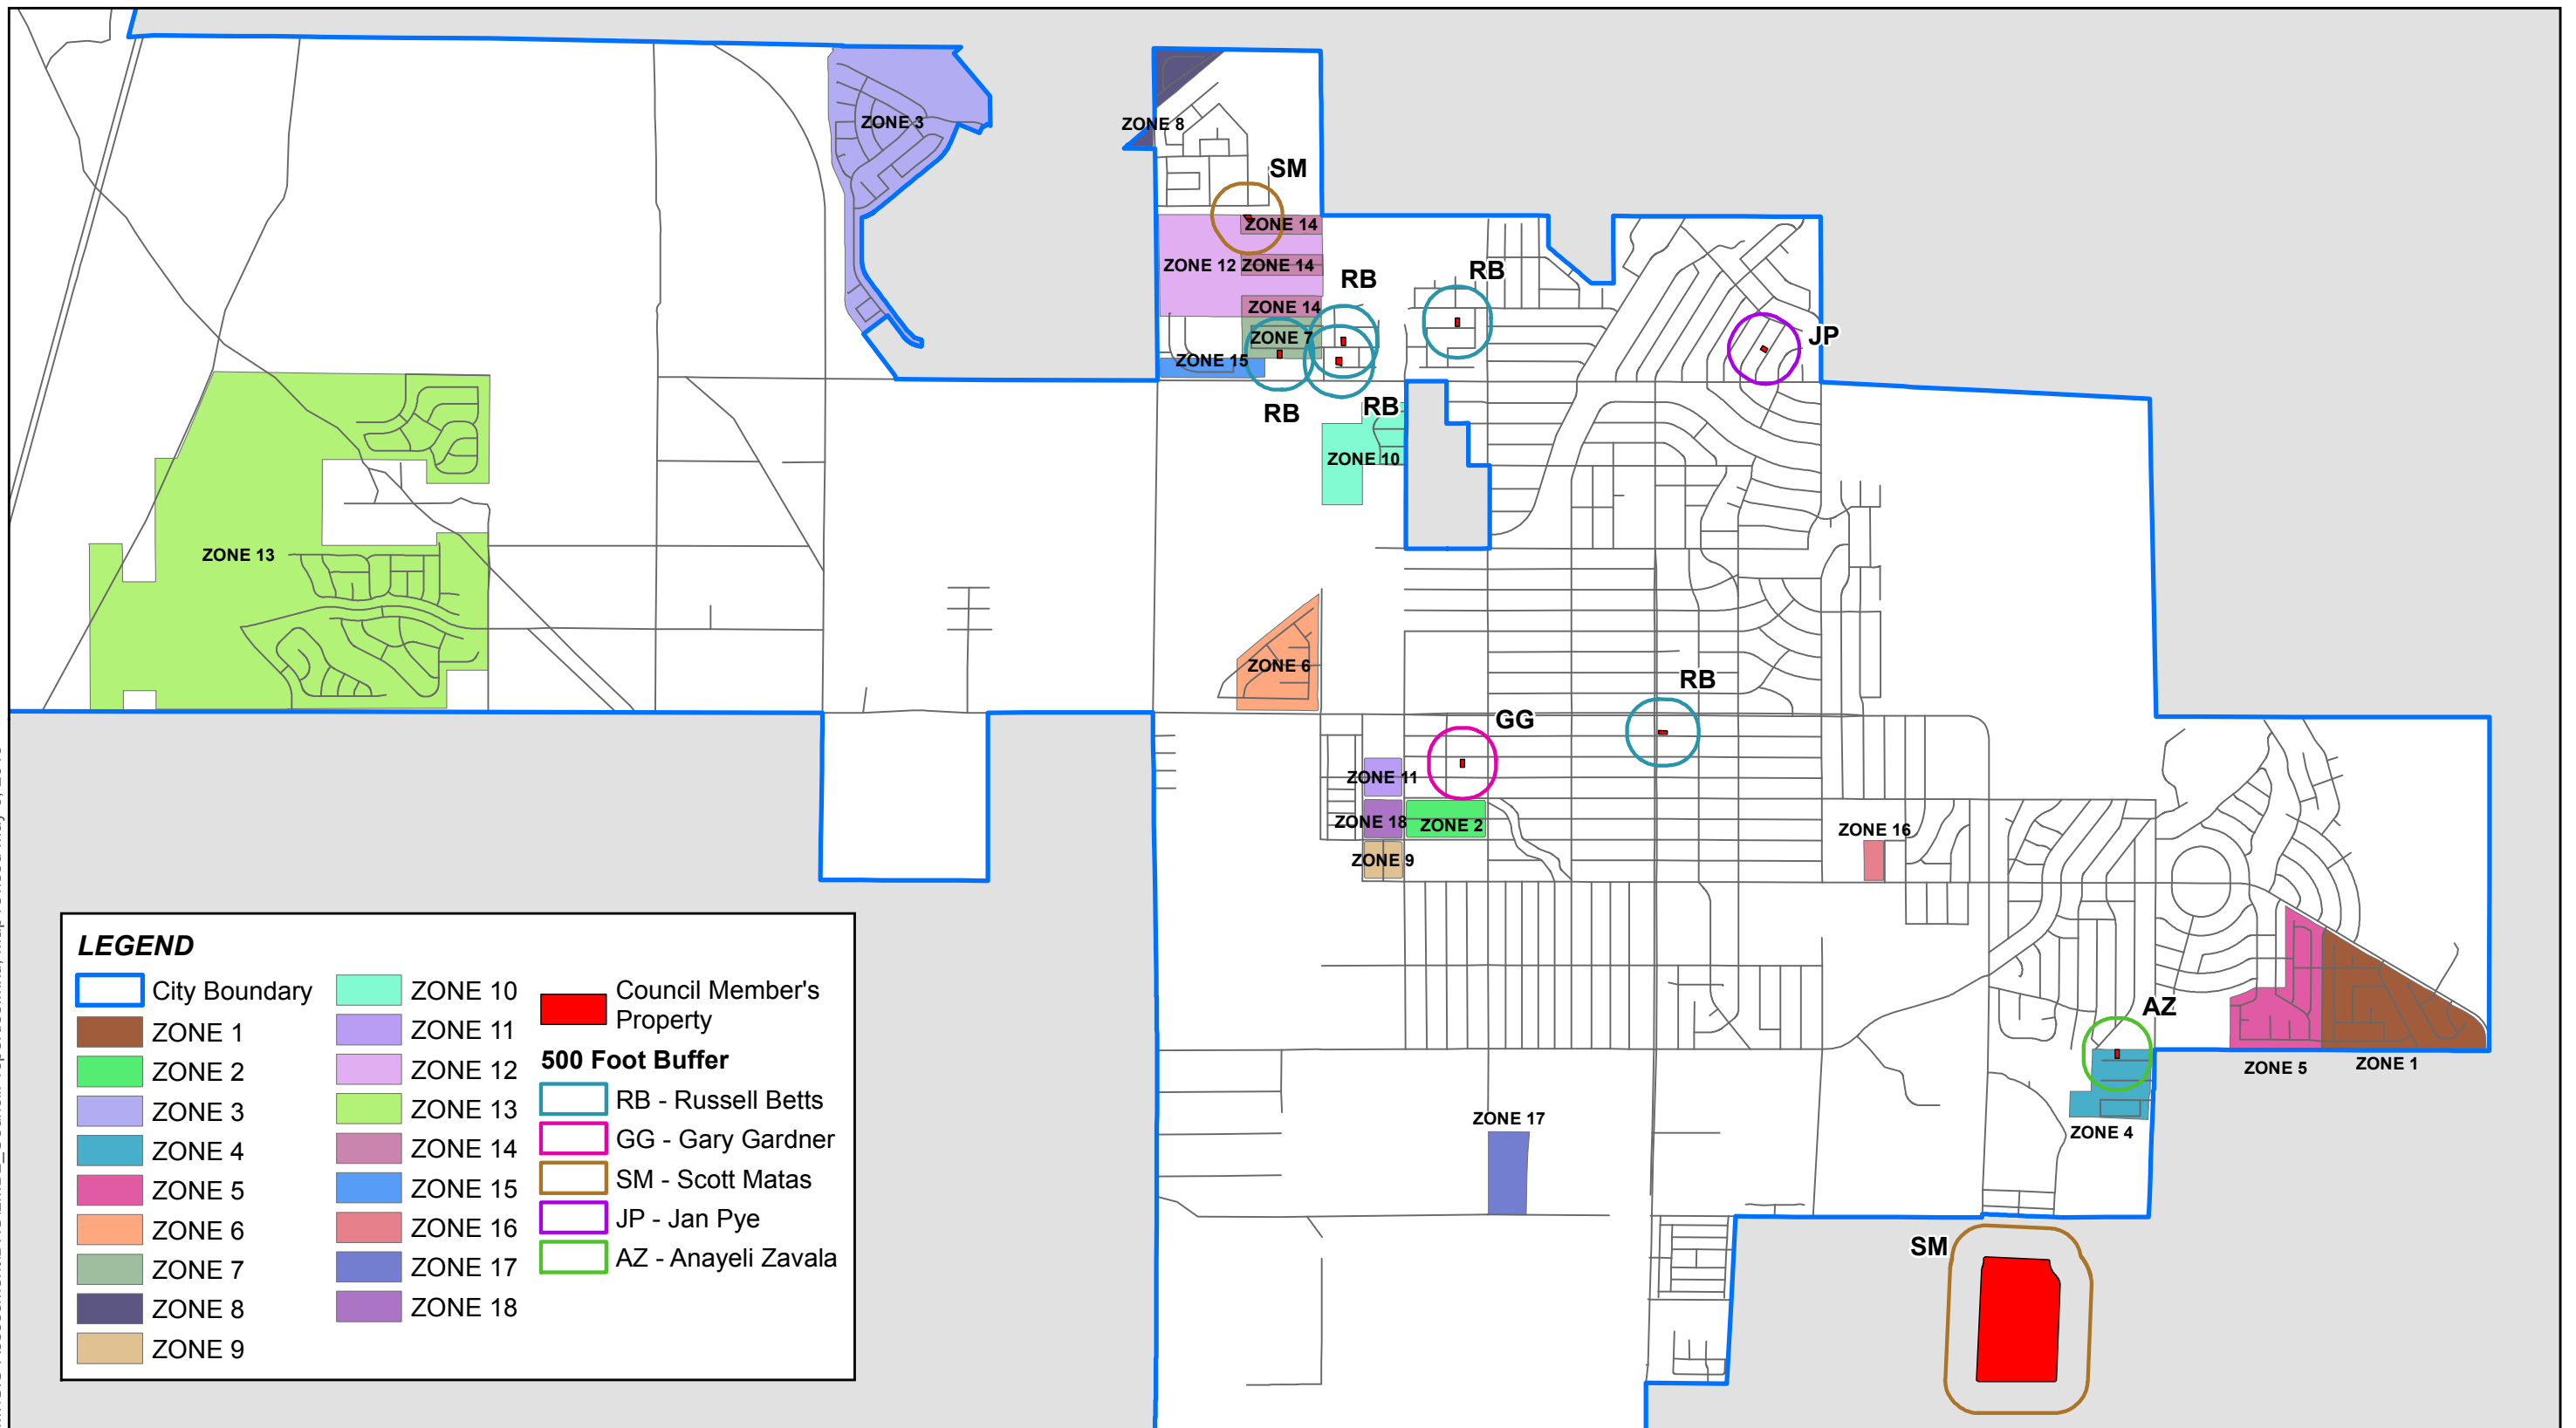 ZONE 3
ZONE 8
SM
ZONE 14
ZONE 12
ZONE 14
RB
RB
ZONE 14
ZONE 7
JP
ZONE 15
RB
RB
ZONE 10
ZONE 13
ZONE 6
RB
GG
ZONE 11
ZONE 18
ZONE 2
ZONE 16
ZONE 9
AZ
ZONE 5
ZONE 1
ZONE 17
ZONE 4
SM
LEGEND
City Boundary
ZONE 1
ZONE 2
ZONE 3
ZONE 4
ZONE 5
ZONE 6
ZONE 7
ZONE 8
ZONE 9
ZONE 10
ZONE 11
ZONE 12
ZONE 13
ZONE 14
ZONE 15
ZONE 16
ZONE 17
ZONE 18
Council Member's
Property
500 Foot Buffer
RB - Russell Betts
GG - Gary Gardner
SM - Scott Matas
JP - Jan Pye
AZ - Anayeli Zavala